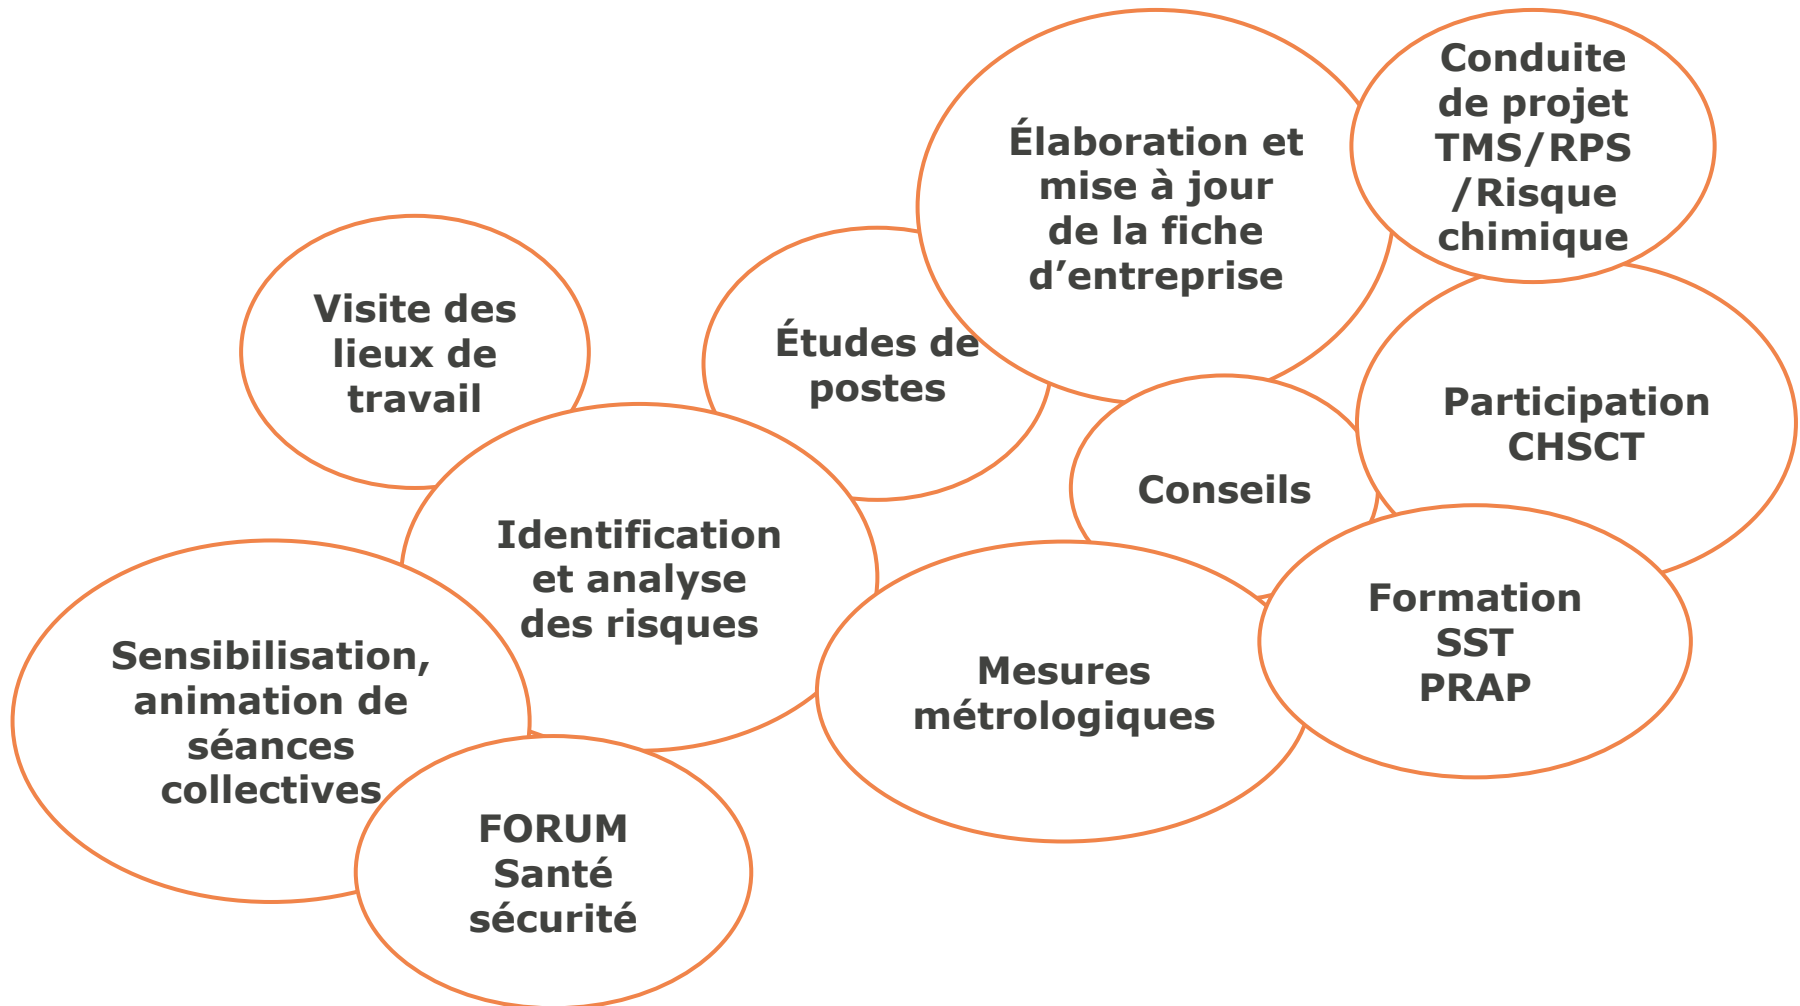 Conduite
de projet
TMS/RPS
/Risque
chimique
Élaboration et
mise à jour
de la fiche
d’entreprise
Visite des
lieux de
travail
Études de
postes
Participation
CHSCT
Conseils
Identification
et analyse
des risques
Formation
SST
PRAP
Sensibilisation,
animation de
séances
collectives
Mesures
métrologiques
FORUM
Santé
sécurité